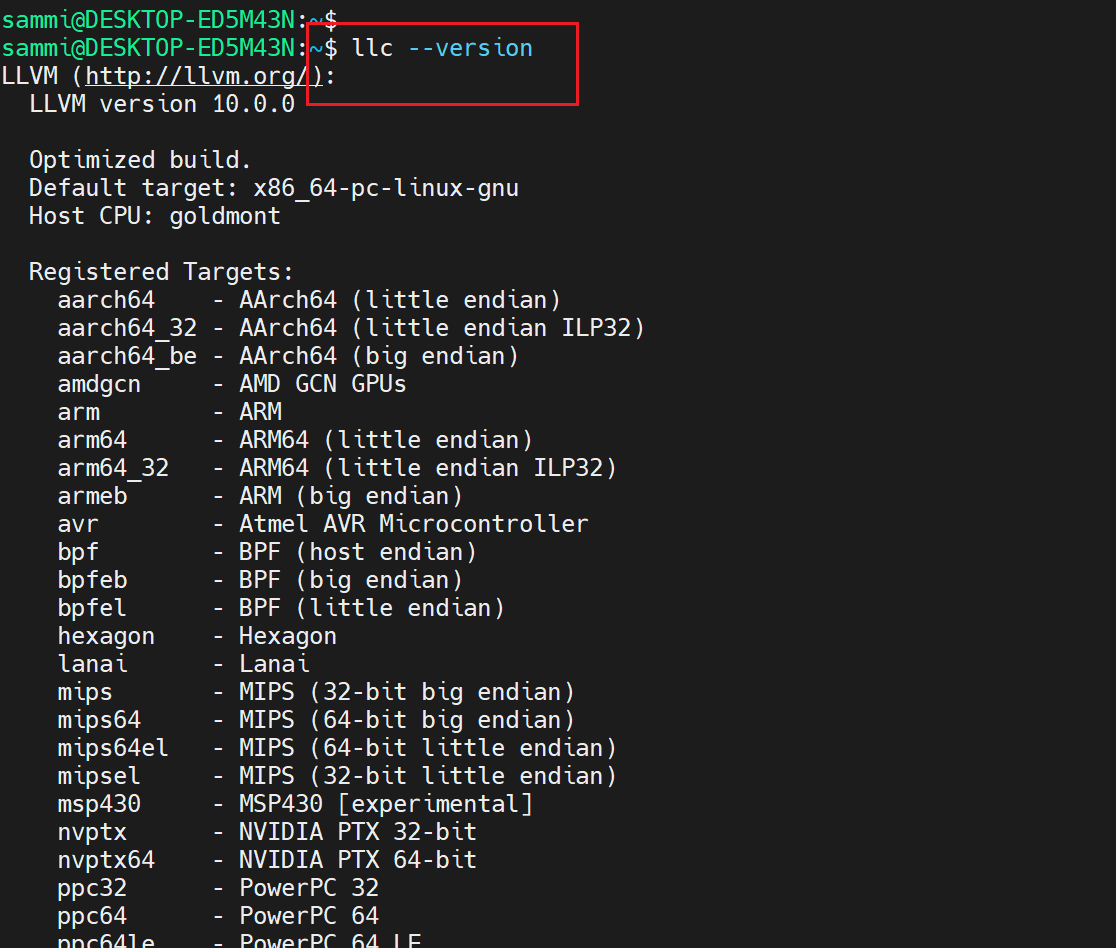 sammi@DESKTOP-ED5M43N:~$
sammi@DESKTOP-ED5M43N:~$ llc --version
LLVM (http://llvm.org/):
  LLVM version 10.0.0

  Optimized build.
  Default target: x86_64-pc-linux-gnu
  Host CPU: goldmont

  Registered Targets:
    aarch64    - AArch64 (little endian)
    aarch64_32 - AArch64 (little endian ILP32)
    aarch64_be - AArch64 (big endian)
    amdgcn     - AMD GCN GPUs
    arm        - ARM
    arm64      - ARM64 (little endian)
    arm64_32   - ARM64 (little endian ILP32)
    armeb      - ARM (big endian)
    avr        - Atmel AVR Microcontroller
    bpf        - BPF (host endian)
    bpfeb      - BPF (big endian)
    bpfel      - BPF (little endian)
    hexagon    - Hexagon
    lanai      - Lanai
    mips       - MIPS (32-bit big endian)
    mips64     - MIPS (64-bit big endian)
    mips64el   - MIPS (64-bit little endian)
    mipsel     - MIPS (32-bit little endian)
    msp430     - MSP430 [experimental]
    nvptx      - NVIDIA PTX 32-bit
    nvptx64    - NVIDIA PTX 64-bit
    ppc32      - PowerPC 32
    ppc64      - PowerPC 64
    ppc64le    - PowerPC 64 LE